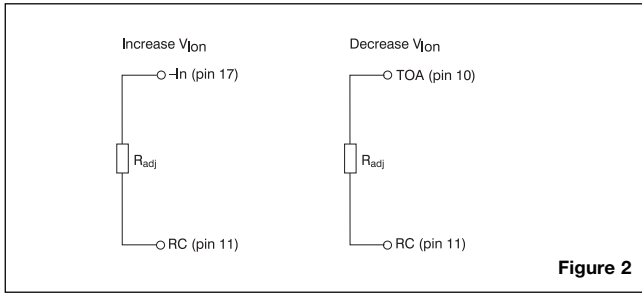 Increase VIon
Decrease VIon
–In (pin 17)
TOA (pin 10)
Radj
Radj
RC (pin 11)
RC (pin 11)
Figure 2